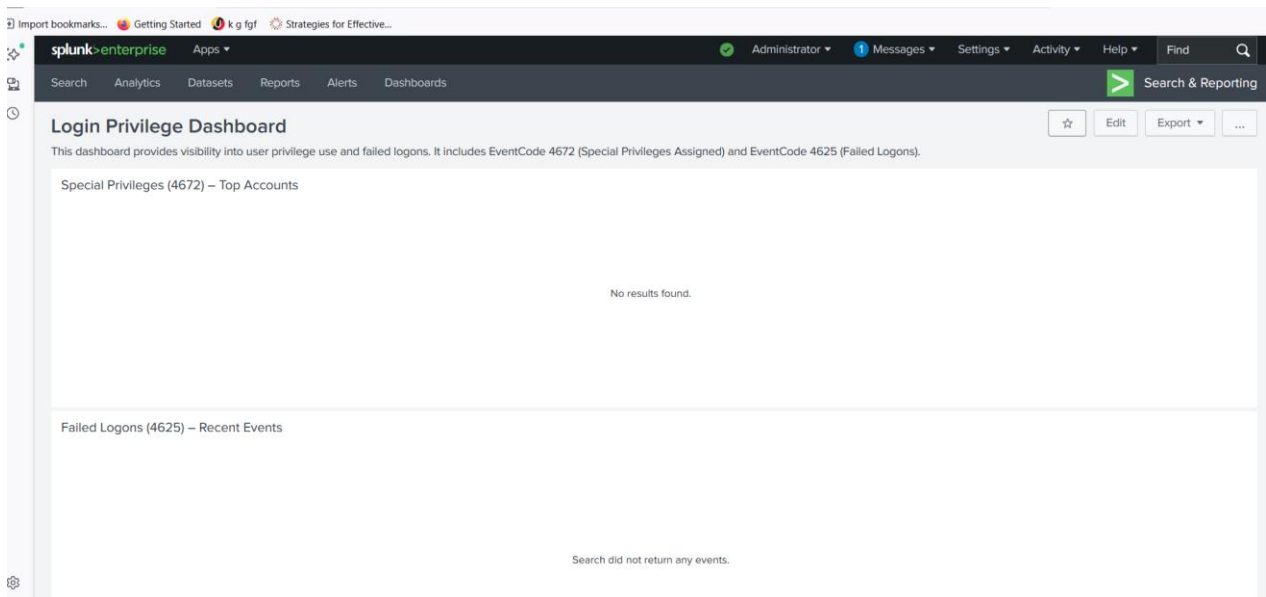 Import bookmarks... Getting Started k g fgf Strategies for Effective...
splunk>enterprise Apps Administrator 1 Messages Settings Activity Help Find
Search Analytics Datasets Reports Alerts Dashboards Search & Reporting
Login Privilege Dashboard Edit Export ...
This dashboard provides visibility into user privilege use and failed logons. It includes EventCode 4672 (Special Privileges Assigned) and EventCode 4625 (Failed Logons).
Special Privileges (4672) – Top Accounts
No results found.
Failed Logons (4625) – Recent Events
Search did not return any events.